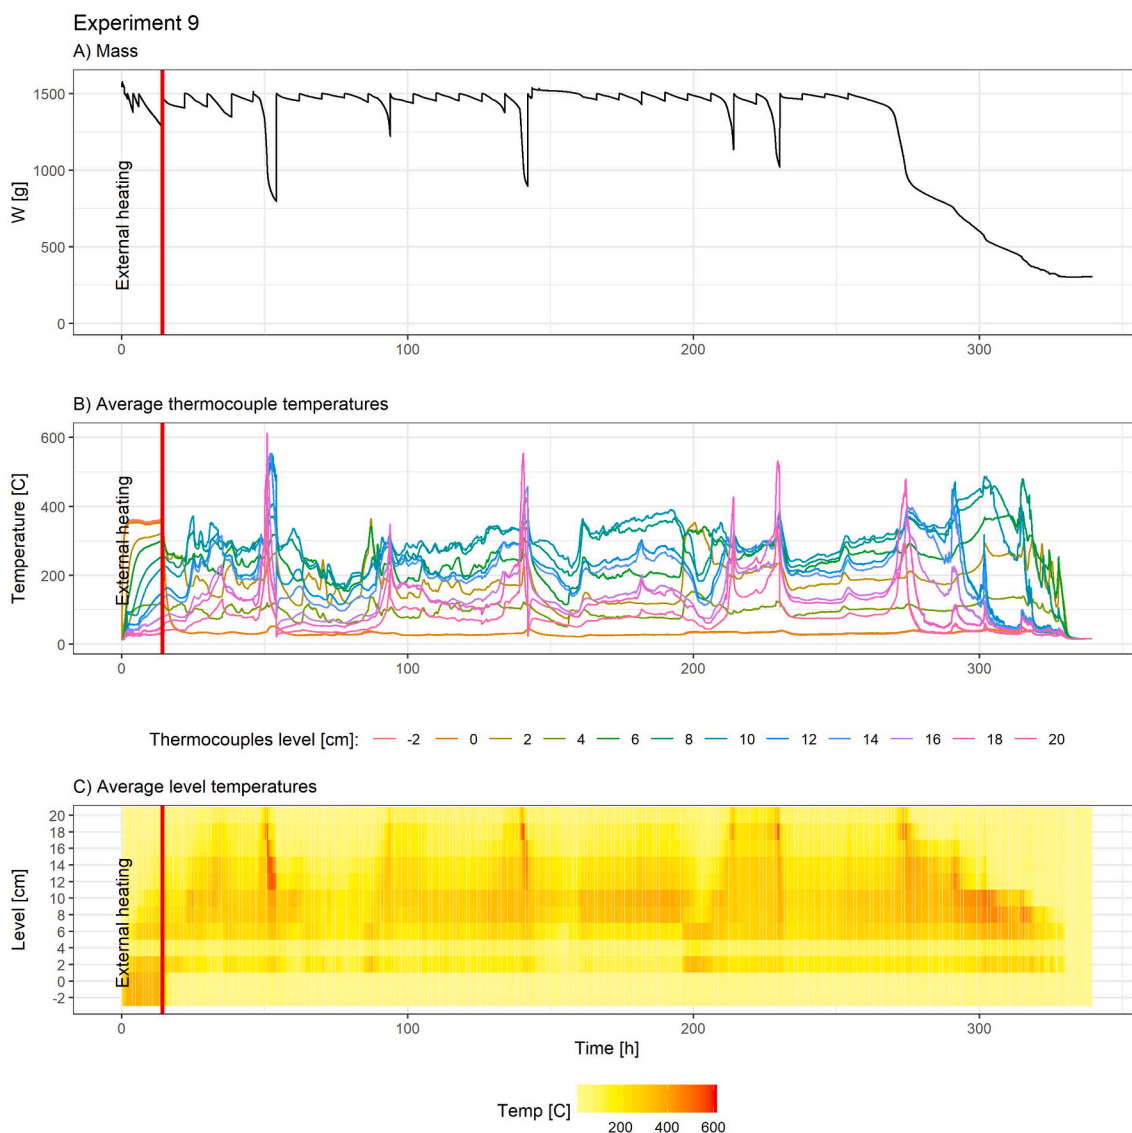 Experiment 9
A) Mass
1500
1000
500
0
W [g]
External heating
0
100
200
300
B) Average thermocouple temperatures
600
400
200
0
Temperature [C]
External heating
0
100
200
300
Thermocouples level [cm]: -2 0 2 4 6 8 10 12 14 16 18 20
C) Average level temperatures
20
18
16
14
12
10
8
6
4
2
0
-2
Level [cm]
External heating
0
100
200
300
Time [h]
Temp [C]
200 400 600